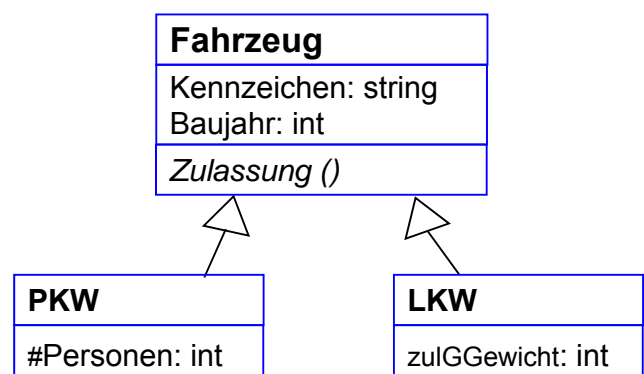 Fahrzeug
Kennzeichen: string
Baujahr: int
Zulassung ()
PKW
#Personen: int
LKW
zulGGewicht: int